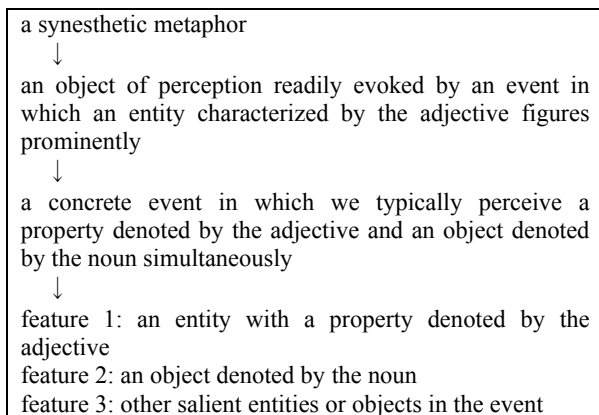 a synesthetic metaphor
↓
an object of perception readily evoked by an event in
which an entity characterized by the adjective figures
prominently
↓
a concrete event in which we typically perceive a
property denoted by the adjective and an object denoted
by the noun simultaneously
↓
feature 1: an entity with a property denoted by the
adjective
feature 2: an object denoted by the noun
feature 3: other salient entities or objects in the event